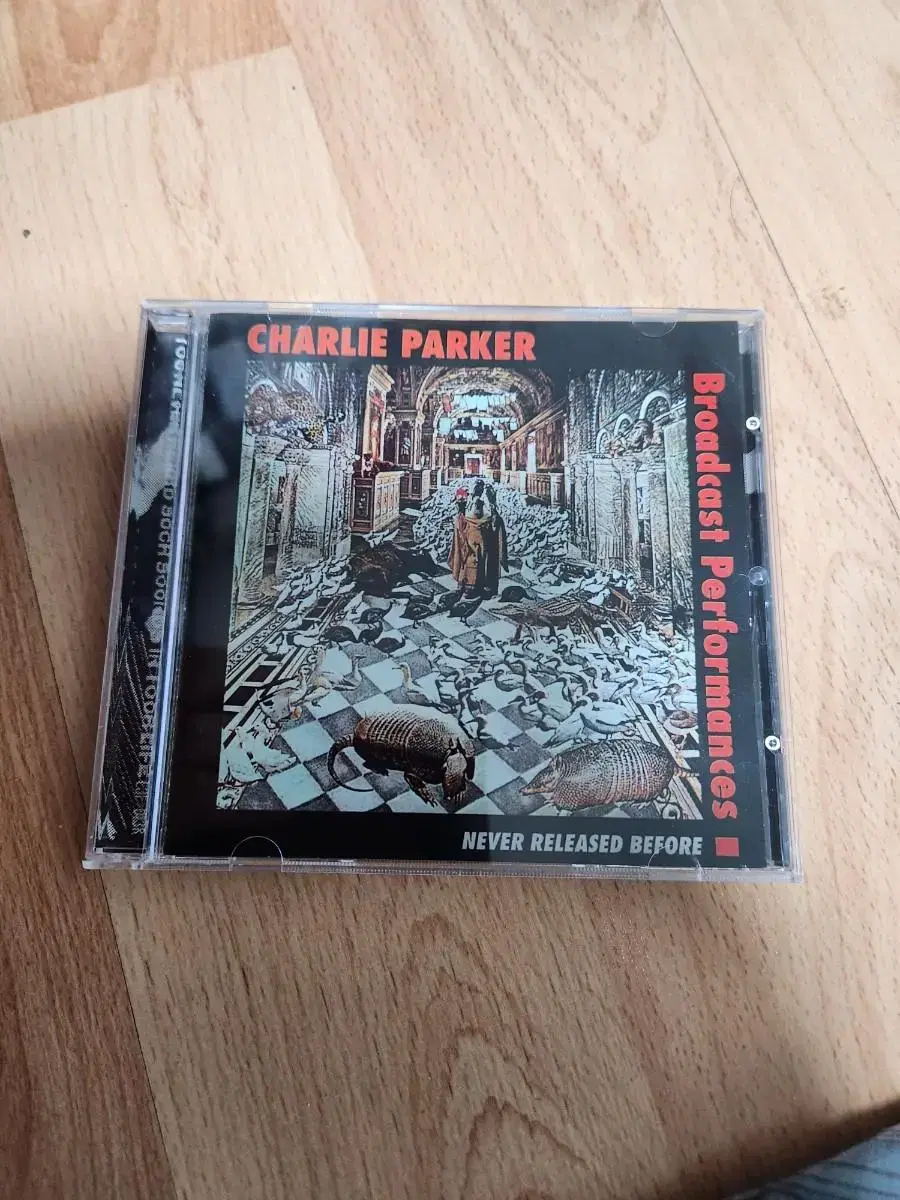 CHARLIE PARKER
Broadcast Performances
NEVER RELEASED BEFORE